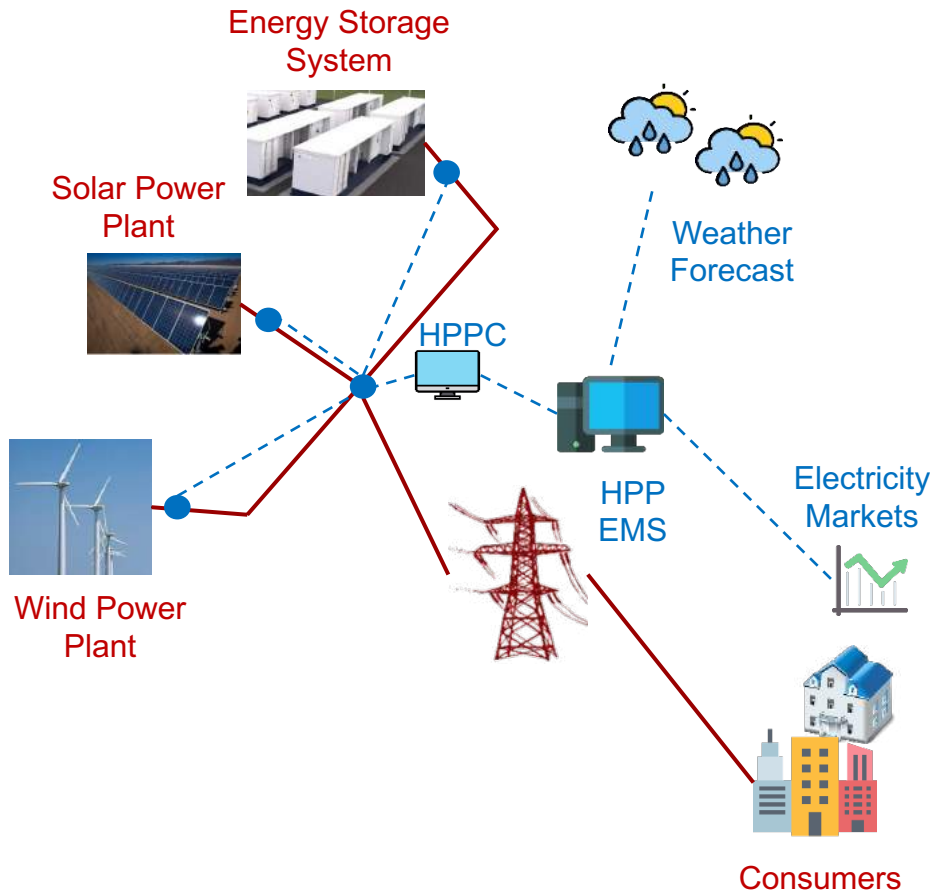 Energy Storage
System
Solar Power
Plant
Weather
Forecast
HPPC
HPP
EMS
Electricity
Markets
Wind Power
Plant
Consumers